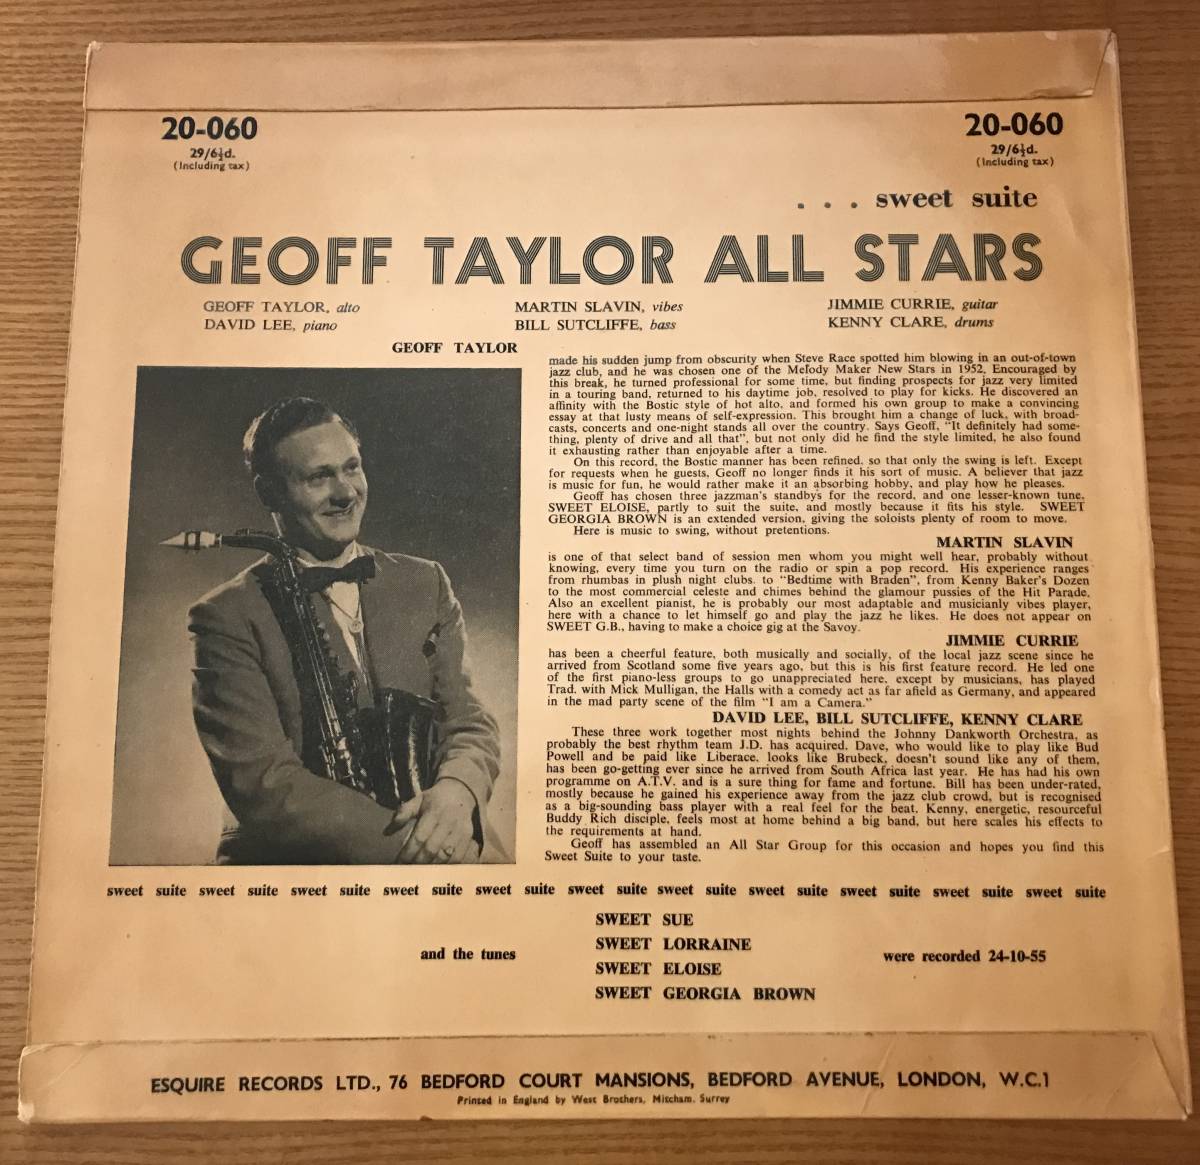 20-060
29/6½d.
(Including tax)
20-060
29/6½d.
(Including tax)
. . . sweet suite
GEOFF TAYLOR ALL STARS
GEOFF TAYLOR, alto
DAVID LEE, piano
MARTIN SLAVIN, vibes
BILL SUTCLIFFE, bass
JIMMIE CURRIE, guitar
KENNY CLARE, drums
GEOFF TAYLOR
made his sudden jump from obscurity when Steve Race spotted him blowing in an out-of-town
jazz club, and he was chosen one of the Melody Maker New Stars in 1952. Encouraged by
this break, he turned professional for some time, but finding prospects for jazz very limited
in a touring band, returned to his daytime job, resolved to play for kicks. He discovered an
affinity with the Bostic style of hot alto, and formed his own group to make a convincing
essay at that lusty means of self-expression. This brought him a change of luck, with broad-
casts, concerts and one-night stands all over the country. Says Geoff, "It definitely had some-
thing, plenty of drive and all that", but not only did he find the style limited, he also found
it exhausting rather than enjoyable after a time.
On this record, the Bostic manner has been refined, so that only the swing is left. Except
for requests when he guests, Geoff no longer finds it his sort of music. A believer that jazz
is music for fun, he would rather make it an absorbing hobby, and play how he pleases.
Geoff has chosen three jazzman's standbys for the record, and one lesser-known tune,
SWEET ELOISE, partly to suit the suite, and mostly because it fits his style. SWEET
GEORGIA BROWN is an extended version, giving the soloists plenty of room to move.
Here is music to swing, without pretentions.
MARTIN SLAVIN
is one of that select band of session men whom you might well hear, probably without
knowing, every time you turn on the radio or spin a pop record. His experience ranges
from rhumbas in plush night clubs, to "Bedtime with Braden", from Kenny Baker's Dozen
to the most commercial celeste and chimes behind the glamour pussies of the Hit Parade.
Also an excellent pianist, he is probably our most adaptable and musicianly vibes player,
here with a chance to let himself go and play the jazz he likes. He does not appear on
SWEET G.B., having to make a choice gig at the Savoy.
JIMMIE CURRIE
has been a cheerful feature, both musically and socially, of the local jazz scene since he
arrived from Scotland some five years ago, but this is his first feature record. He led one
of the first piano-less groups to go unappreciated here, except by musicians, has played
Trad. with Mick Mulligan, the Halls with a comedy act as far afield as Germany, and appeared
in the mad party scene of the film "I am a Camera."
DAVID LEE, BILL SUTCLIFFE, KENNY CLARE
These three work together most nights behind the Johnny Dankworth Orchestra, as
probably the best rhythm team J.D. has acquired. Dave, who would like to play like Bud
Powell and be paid like Liberace, looks like Brubeck, doesn't sound like any of them,
has been go-getting ever since he arrived from South Africa last year. He has had his own
programme on A.T.V. and is a sure thing for fame and fortune. Bill has been under-rated,
mostly because he gained his experience away from the jazz club crowd, but is recognised
as a big-sounding bass player with a real feel for the beat. Kenny, energetic, resourceful
Buddy Rich disciple, feels most at home behind a big band, but here scales his effects to
the requirements at hand.
Geoff has assembled an All Star Group for this occasion and hopes you find this
Sweet Suite to your taste.
sweet suite sweet suite sweet suite sweet suite sweet suite sweet suite sweet suite sweet suite sweet suite sweet suite sweet suite
and the tunes
SWEET SUE
SWEET LORRAINE
SWEET ELOISE
SWEET GEORGIA BROWN
were recorded 24-10-55
ESQUIRE RECORDS LTD., 76 BEDFORD COURT MANSIONS, BEDFORD AVENUE, LONDON, W.C.1
Printed in England by West Brothers, Mitcham, Surrey